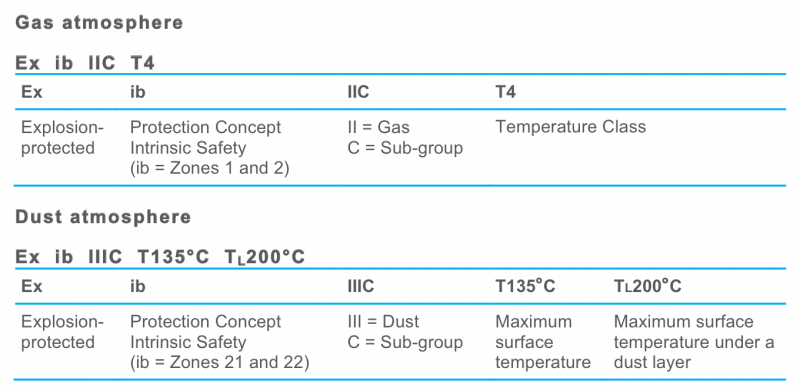 Gas atmosphere
Ex ib IIC T4
Ex ib IIC T4
Explosion-protected Protection Concept Intrinsic Safety (ib = Zones 1 and 2) II = Gas C = Sub-group Temperature Class
Dust atmosphere
Ex ib IIIC T135°C TL200°C
Ex ib IIIC T135°C TL200°C
Explosion- Protection Concept III = Dust Maximum Maximum surface
protected Intrinsic Safety C = Sub-group surface temperature under a
(ib = Zones 21 and 22) temperature dust layer